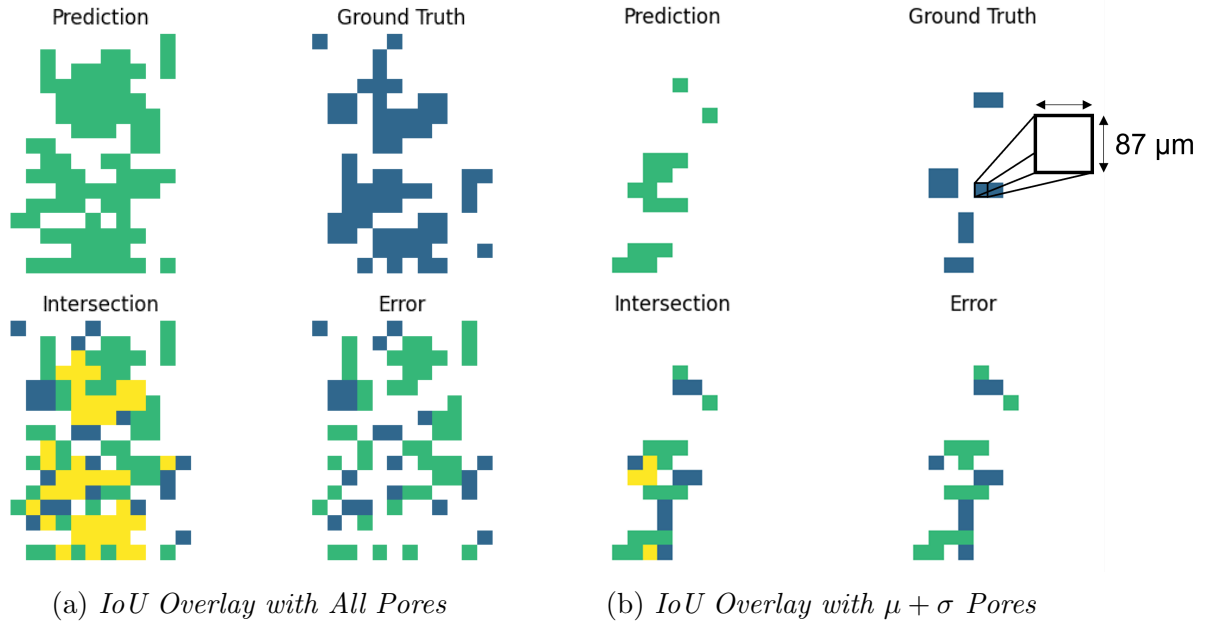 Prediction
Ground Truth
Prediction
Ground Truth
87 µm
Intersection
Error
Intersection
Error
(a) IoU Overlay with All Pores
(b) IoU Overlay with μ + σ Pores